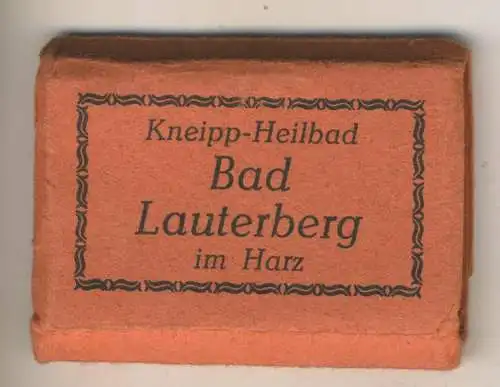 Kneipp-Heilbad
Bad
Lauterberg
im Harz